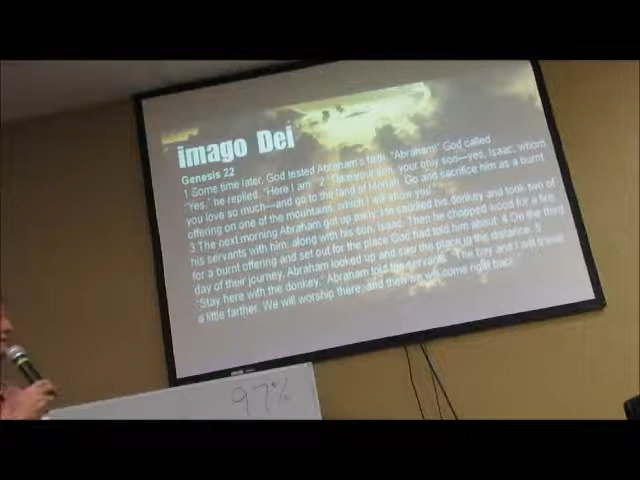 imago Dei
Genesis 22
1 Some time later, God tested Abraham's faith. "Abraham!" God called.
"Yes," he replied. "Here I am." 2 "Take your son, your only son—yes, Isaac, whom
you love so much—and go to the land of Moriah. Go and sacrifice him as a burnt
offering on one of the mountains, which I will show you."
3 The next morning Abraham got up early. He saddled his donkey and took two of
his servants with him, along with his son, Isaac. Then he chopped wood for a fire
for a burnt offering and set out for the place God had told him about. 4 On the third
day of their journey, Abraham looked up and saw the place in the distance. 5
"Stay here with the donkey," Abraham told the servants. "The boy and I will travel
a little farther. We will worship there, and then we will come right back."
97%